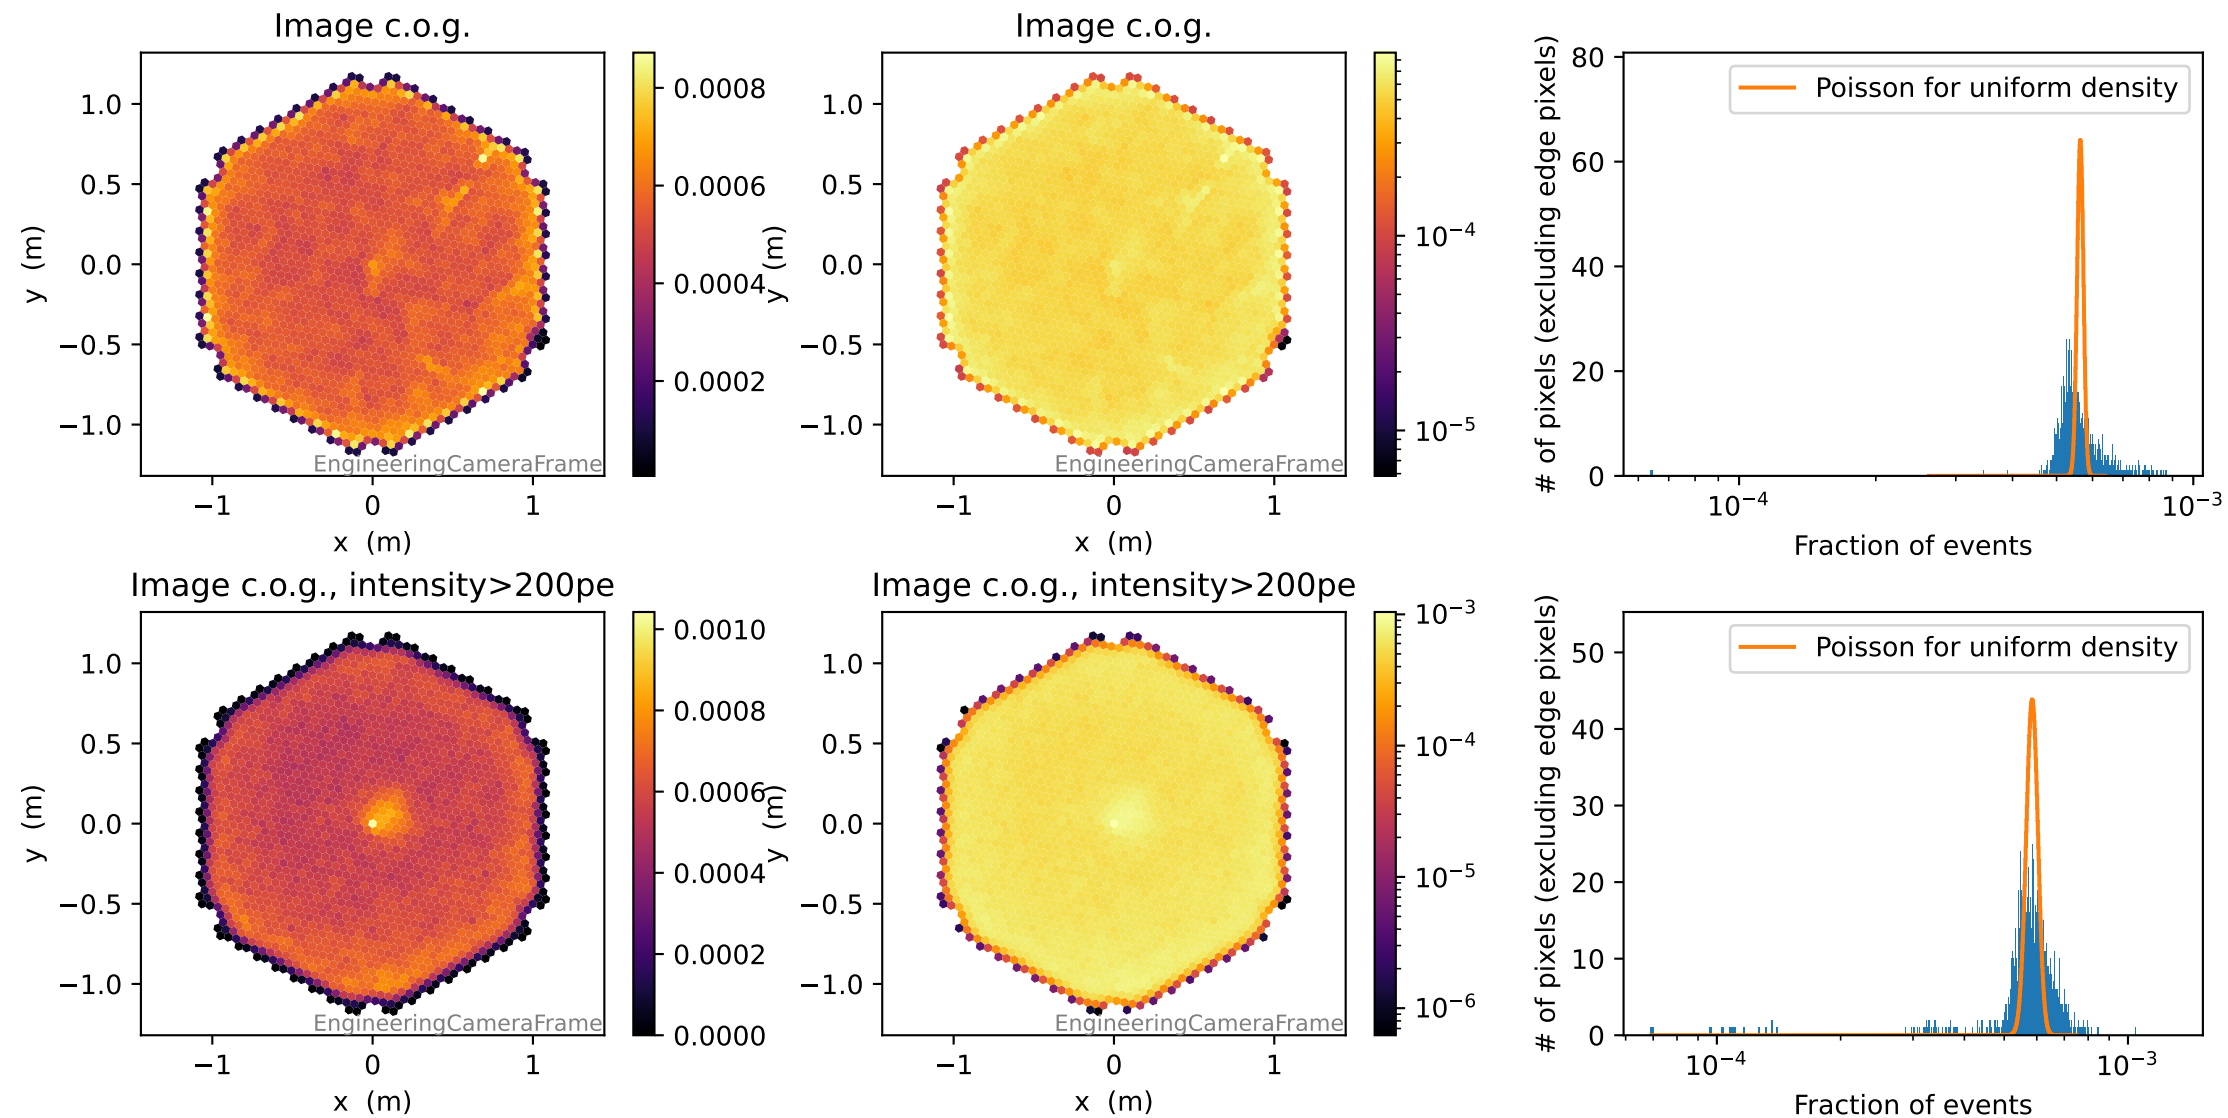 Image c.o.g.
1.0
0.5
0.0
−0.5
−1.0
y (m)
−1
0
1
x (m)
EngineeringCameraFrame
0.0008
0.0006
0.0004
0.0002
Image c.o.g.
1.0
0.5
0.0
−0.5
−1.0
y (m)
−1
0
1
x (m)
EngineeringCameraFrame
10⁻⁴
10⁻⁵
# of pixels (excluding edge pixels)
80
60
40
20
0
Poisson for uniform density
10⁻⁴
10⁻³
Fraction of events
Image c.o.g., intensity>200pe
1.0
0.5
0.0
−0.5
−1.0
y (m)
−1
0
1
x (m)
EngineeringCameraFrame
0.0010
0.0008
0.0006
0.0004
0.0002
0.0000
Image c.o.g., intensity>200pe
1.0
0.5
0.0
−0.5
−1.0
y (m)
−1
0
1
x (m)
EngineeringCameraFrame
10⁻³
10⁻⁴
10⁻⁵
10⁻⁶
# of pixels (excluding edge pixels)
50
40
30
20
10
0
Poisson for uniform density
10⁻⁴
10⁻³
Fraction of events